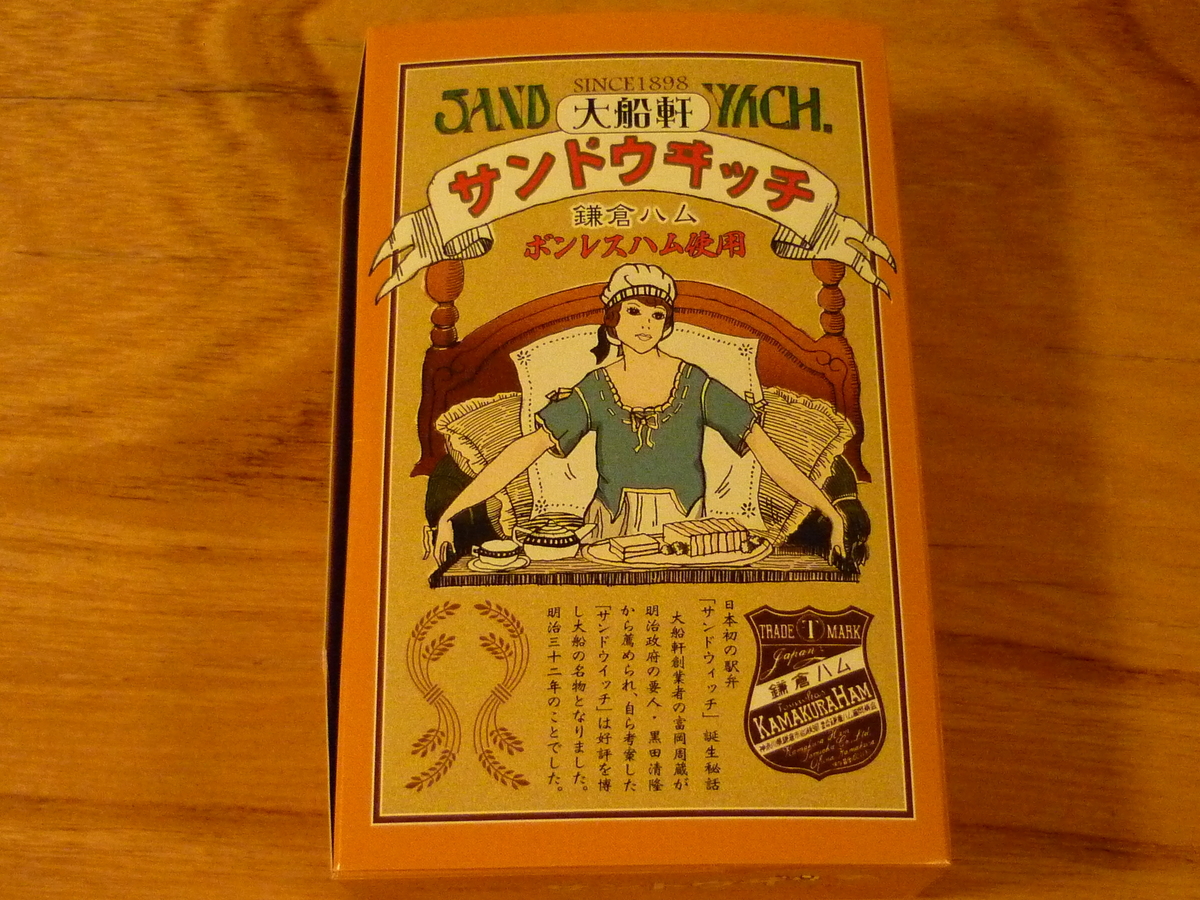 SINCE1898
SAND
大船軒
WICH.
サンドウヰッチ
鎌倉ハム
ボンレスハム使用
日本初の駅弁
「サンドウィッチ」誕生秘話
大船軒創業者の富岡周蔵が
明治政府の要人・黒田清隆
から薦められ、自ら考案した
「サンドウイッチ」は好評を博
し大船の名物となりました。
明治三十二年のことでした。
TRADE T MARK
Japan
鎌倉ハム
KAMAKURA HAM